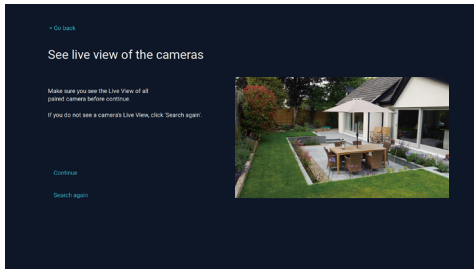 < Go back
See live view of the cameras
Make sure you see the Live View of all
paired camera before continue.
If you do not see a camera's Live View, click 'Search again'.
Continue
Search again